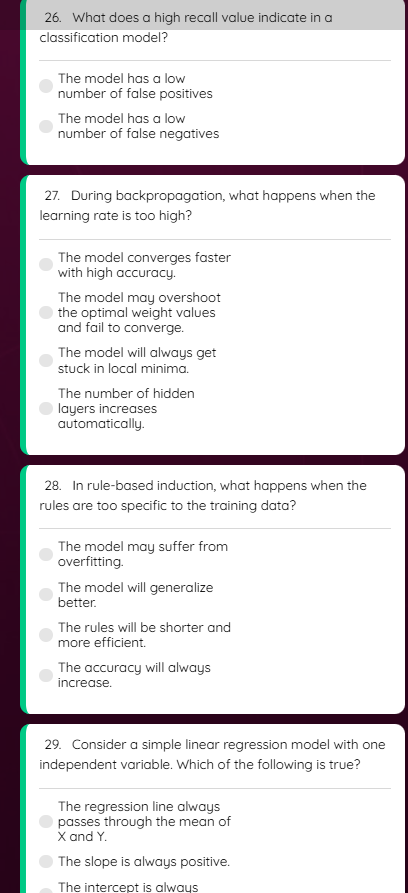 26. What does a high recall value indicate in a
classification model?
The model has a low
number of false positives
The model has a low
number of false negatives
27. During backpropagation, what happens when the
learning rate is too high?
The model converges faster
with high accuracy.
The model may overshoot
the optimal weight values
and fail to converge.
The model will always get
stuck in local minima.
The number of hidden
layers increases
automatically.
28. In rule-based induction, what happens when the
rules are too specific to the training data?
The model may suffer from
overfitting.
The model will generalize
better.
The rules will be shorter and
more efficient.
The accuracy will always
increase.
29. Consider a simple linear regression model with one
independent variable. Which of the following is true?
The regression line always
passes through the mean of
X and Y.
The slope is always positive.
The intercept is always